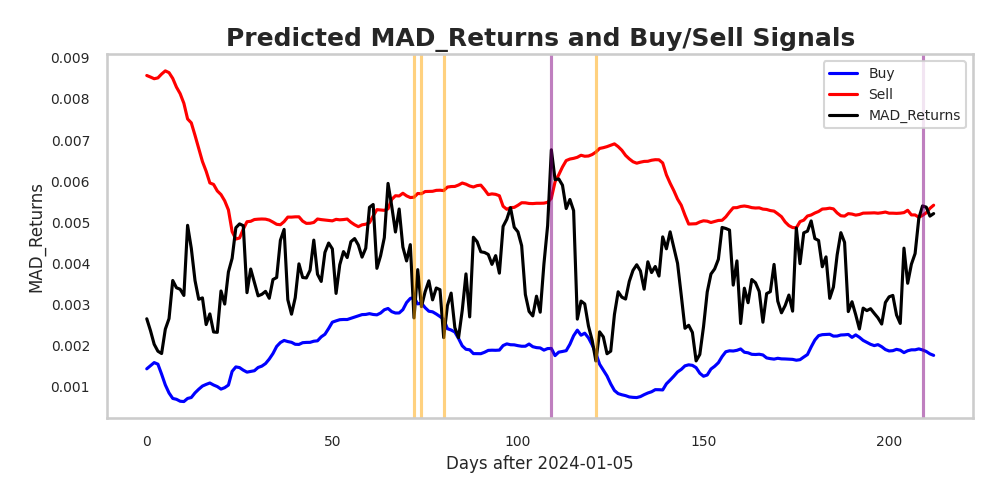 Predicted MAD_Returns and Buy/Sell Signals
MAD_Returns
0.009
0.008
0.007
0.006
0.005
0.004
0.003
0.002
0.001
Buy
Sell
MAD_Returns
0 50 100 150 200
Days after 2024-01-05